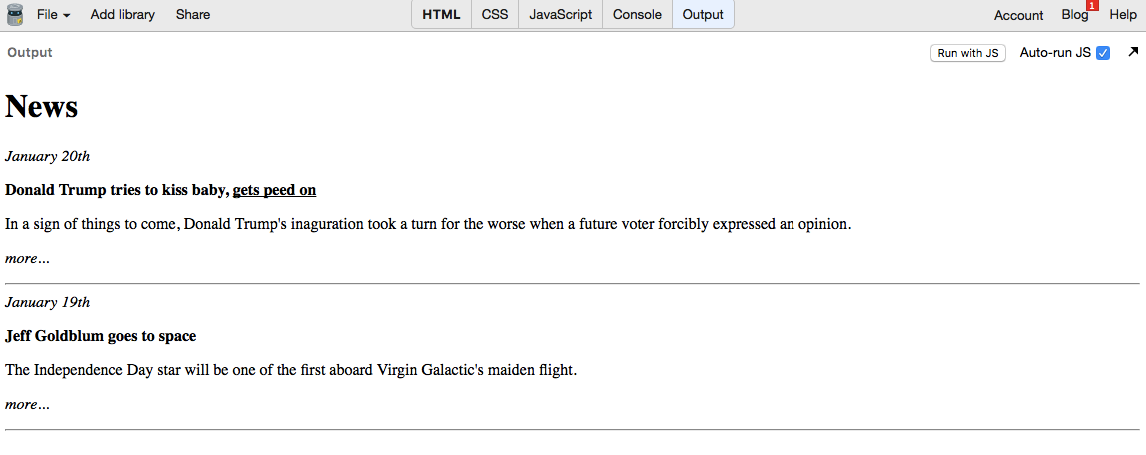 File Add library Share HTML CSS JavaScript Console Output Account Blog 1 Help
Output Run with JS Auto-run JS
News
January 20th
Donald Trump tries to kiss baby, gets peed on
In a sign of things to come, Donald Trump's inaguration took a turn for the worse when a future voter forcibly expressed an opinion.
more...
January 19th
Jeff Goldblum goes to space
The Independence Day star will be one of the first aboard Virgin Galactic's maiden flight.
more...